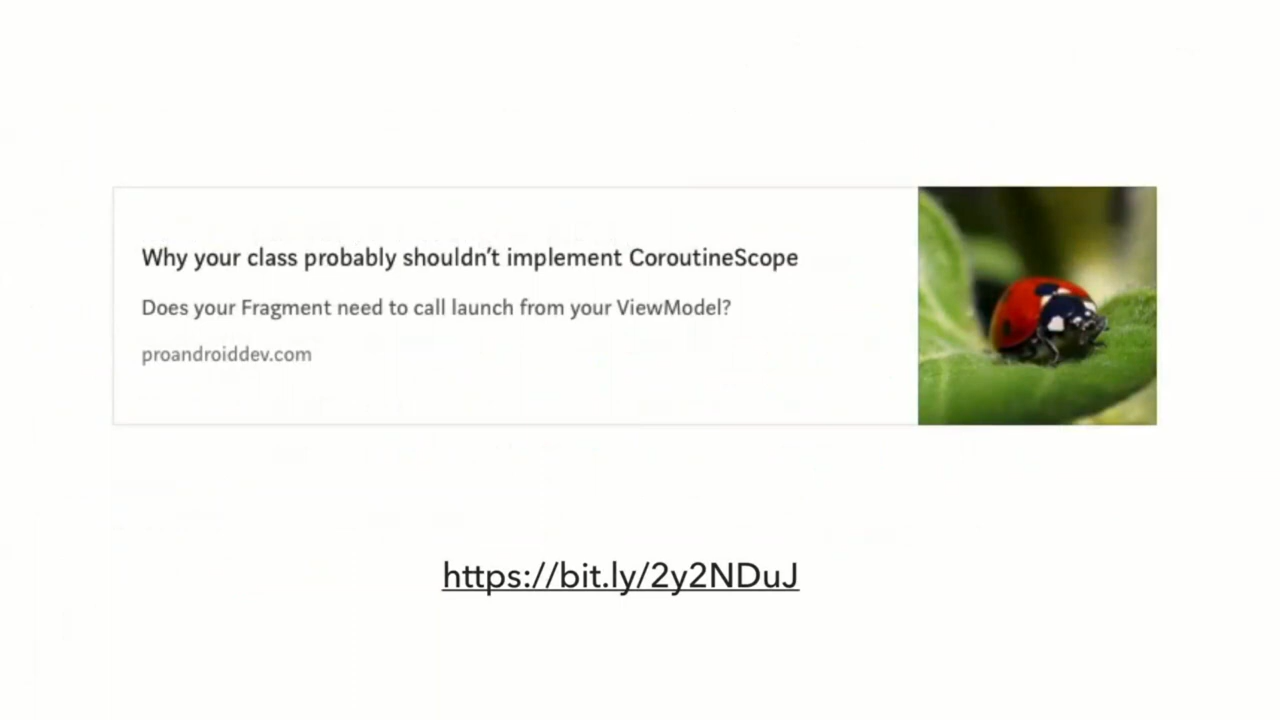 Why your class probably shouldn’t implement CoroutineScope
Does your Fragment need to call launch from your ViewModel?
proandroiddev.com
https://bit.ly/2y2NDuJ